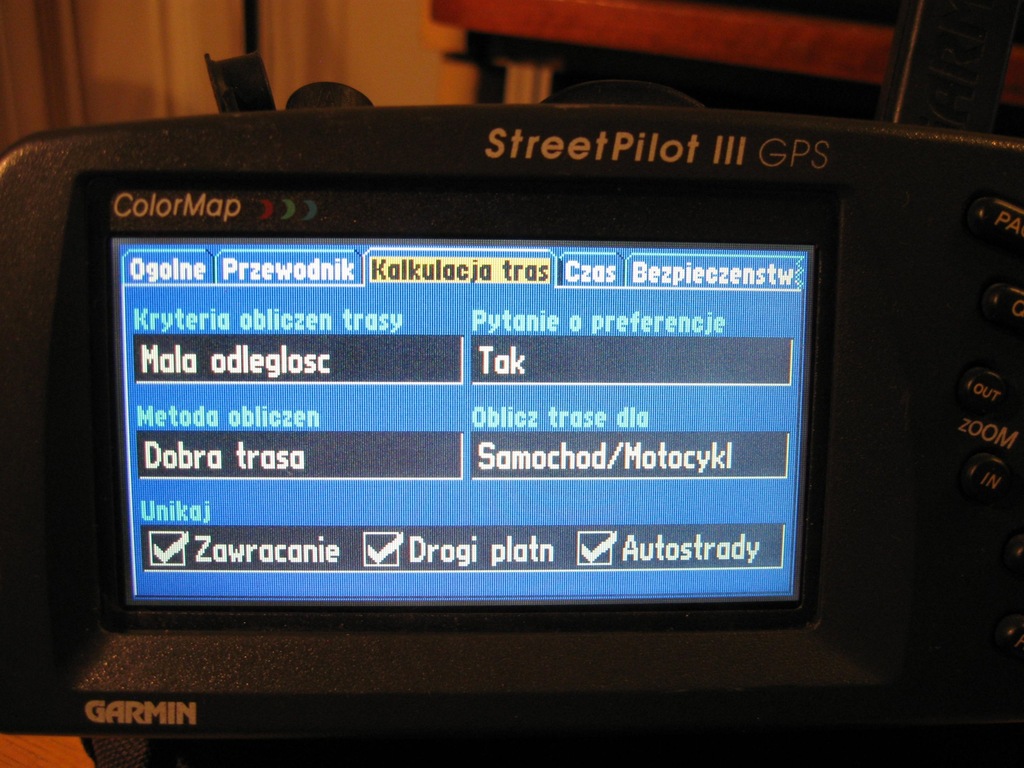 StreetPilot III GPS
ColorMap
Ogolne Przewodnik Kalkulacja tras Czas Bezpieczenstw
Kryteria obliczen trasy Pytanie o preferencje
Mala odleglosc Tak
Metoda obliczen Oblicz trase dla
Dobra trasa Samochod/Motocykl
Unikaj
Zawracanie Drogi platn Autostrady
OUT
ZOOM
IN
GARMIN